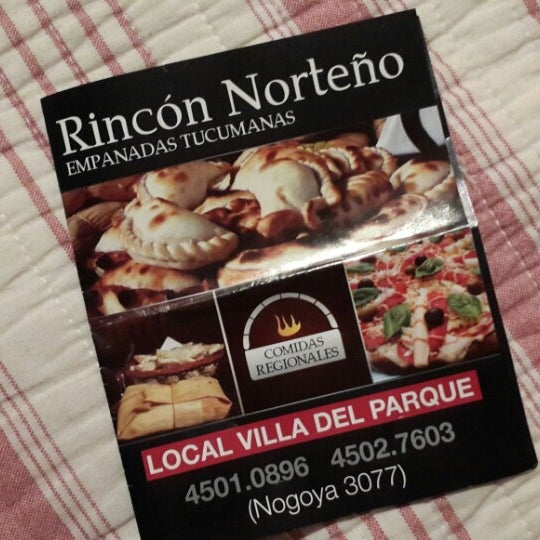 Rincón Norteño
EMPANADAS TUCUMANAS
COMIDAS
REGIONALES
LOCAL VILLA DEL PARQUE
4501.0896 4502.7603
(Nogoya 3077)